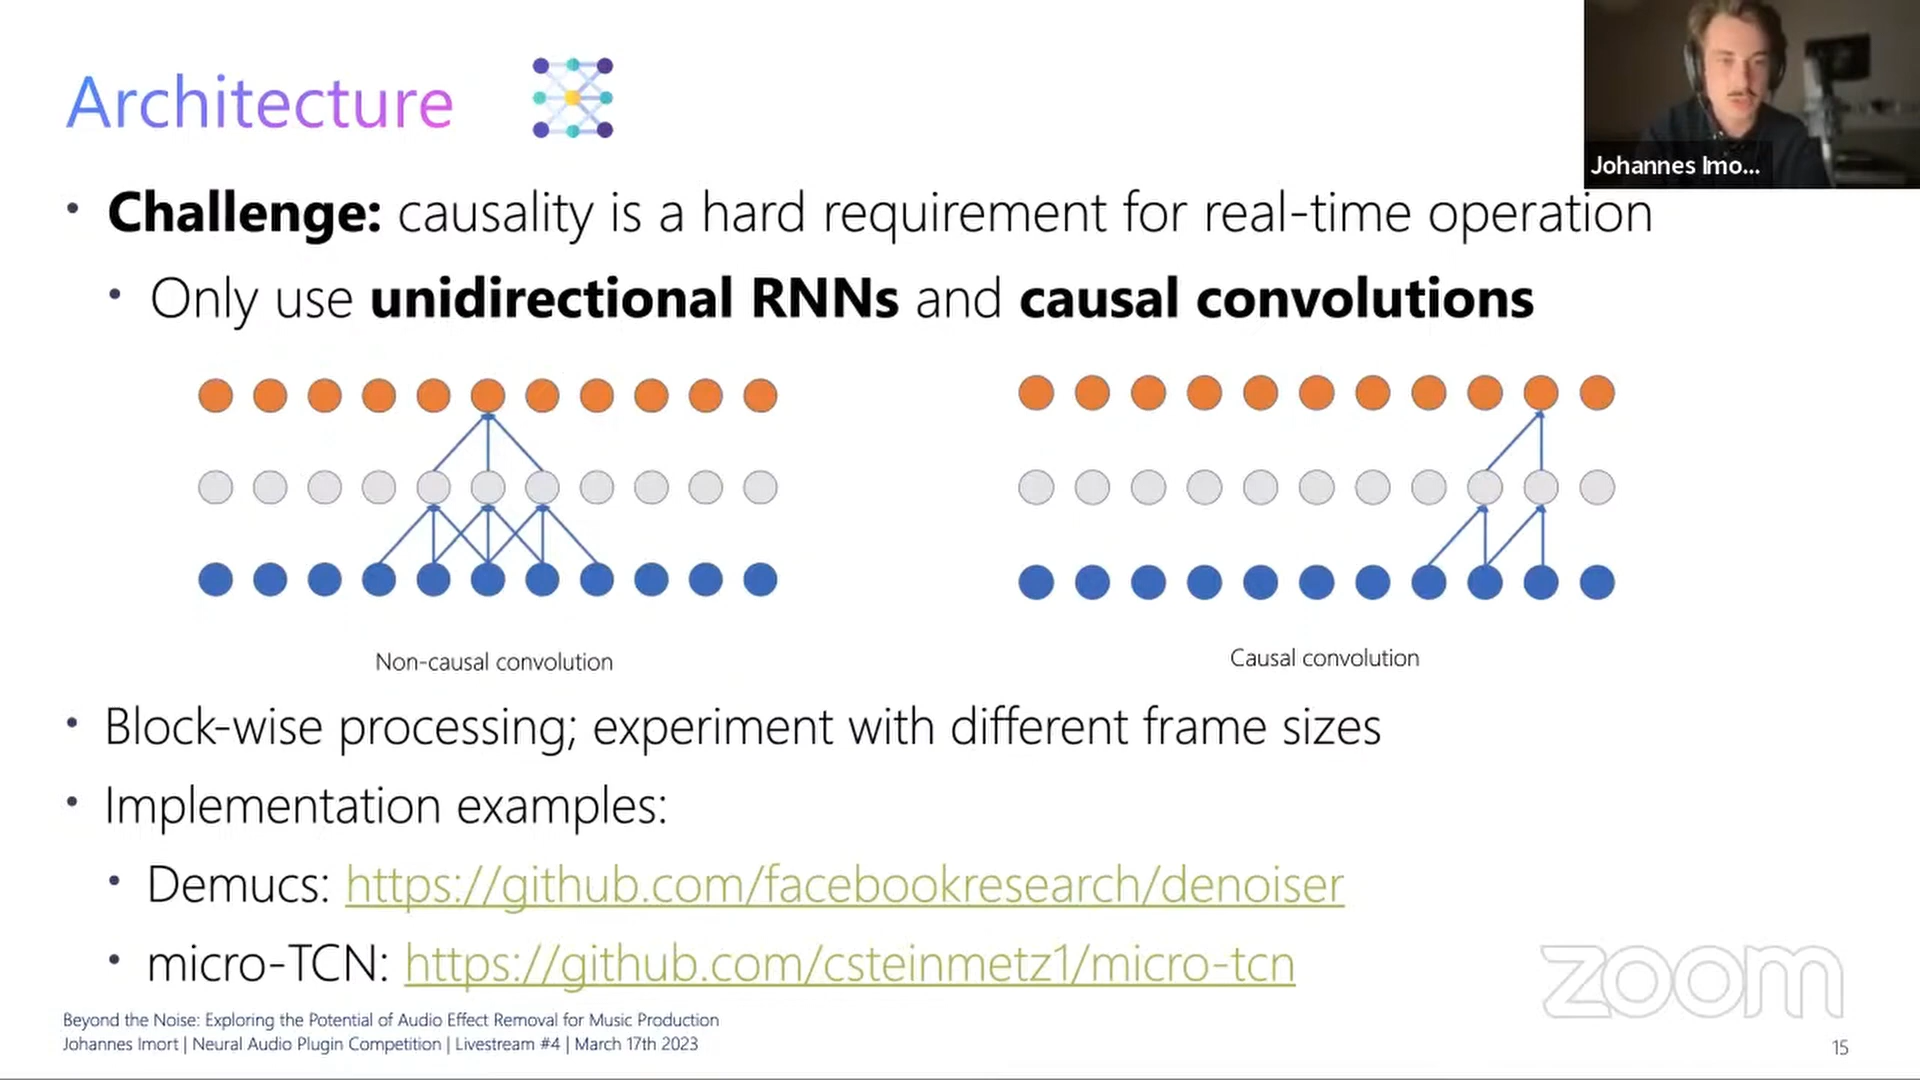 Architecture
Johannes Imo...
• Challenge: causality is a hard requirement for real-time operation
• Only use unidirectional RNNs and causal convolutions
Non-causal convolution
Causal convolution
• Block-wise processing; experiment with different frame sizes
• Implementation examples:
• Demucs: https://github.com/facebookresearch/denoiser
• micro-TCN: https://github.com/csteinmetz1/micro-tcn
zoom
Beyond the Noise: Exploring the Potential of Audio Effect Removal for Music Production
Johannes Imort | Neural Audio Plugin Competition | Livestream #4 | March 17th 2023
15